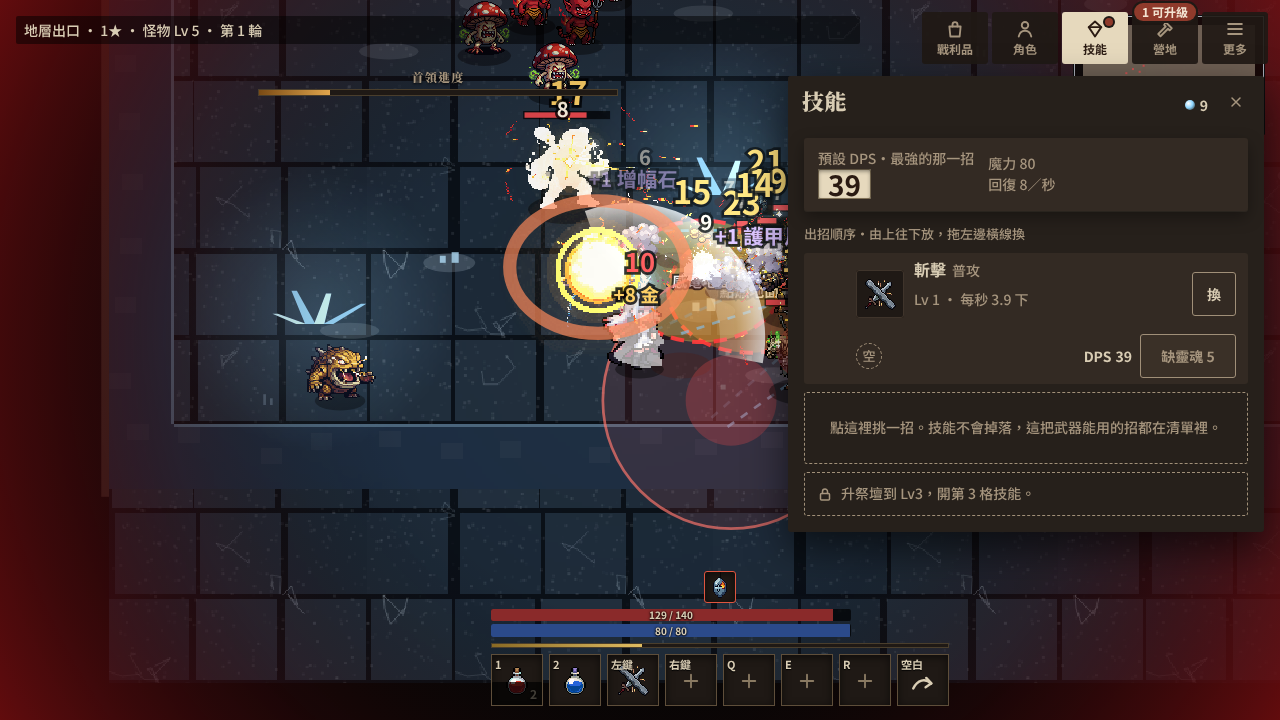 地層出口 • 1★ • 怪物 Lv 5 • 第 1 輪
1 可升級
戰利品
角色
技能
營地
更多
首領進度
17
8
6
+1 增幅石
21
15
14
9
23
9
+1 護甲
10
+8 金
技能
9
預設 DPS・最強的那一招
39
魔力 80
回復 8／秒
出招順序・由上往下放，拖左邊橫線換
斬擊 普攻
Lv 1 • 每秒 3.9 下
換
空
DPS 39
缺靈魂 5
點這裡挑一招。技能不會掉落，這把武器能用的招都在清單裡。
升祭壇到 Lv3，開第 3 格技能。
129 / 140
80 / 80
1
2
2
左鍵
右鍵
Q
E
R
空白